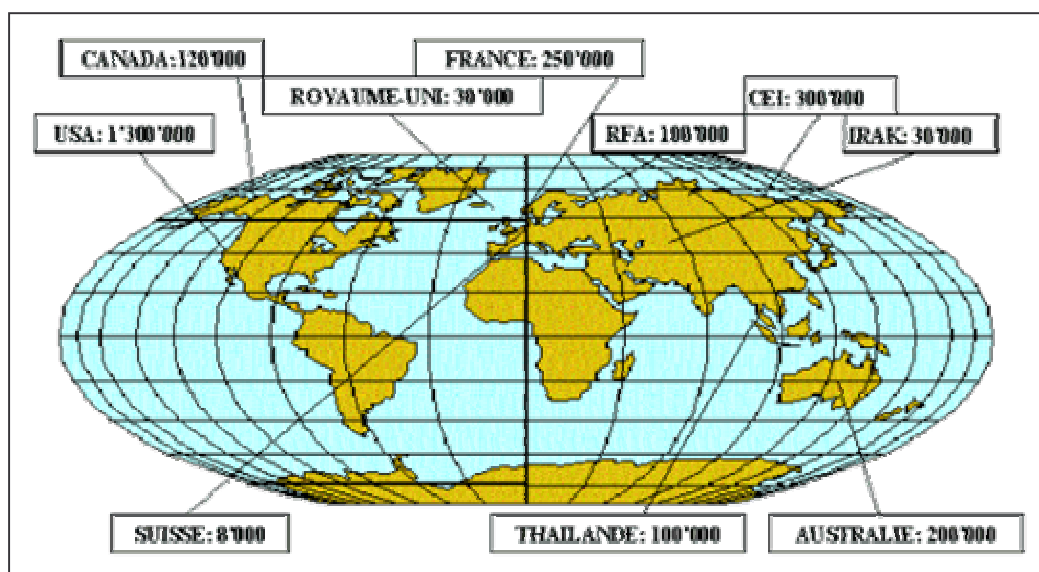 CANADA: 120'000
FRANCE: 250'000
ROYAUME-UNI: 30'000
CEI: 300'000
USA: 1'300'000
RFA: 100'000
IRAK: 30'000
SUISSE: 8'000
THAILANDE: 100'000
AUSTRALIE: 200'000